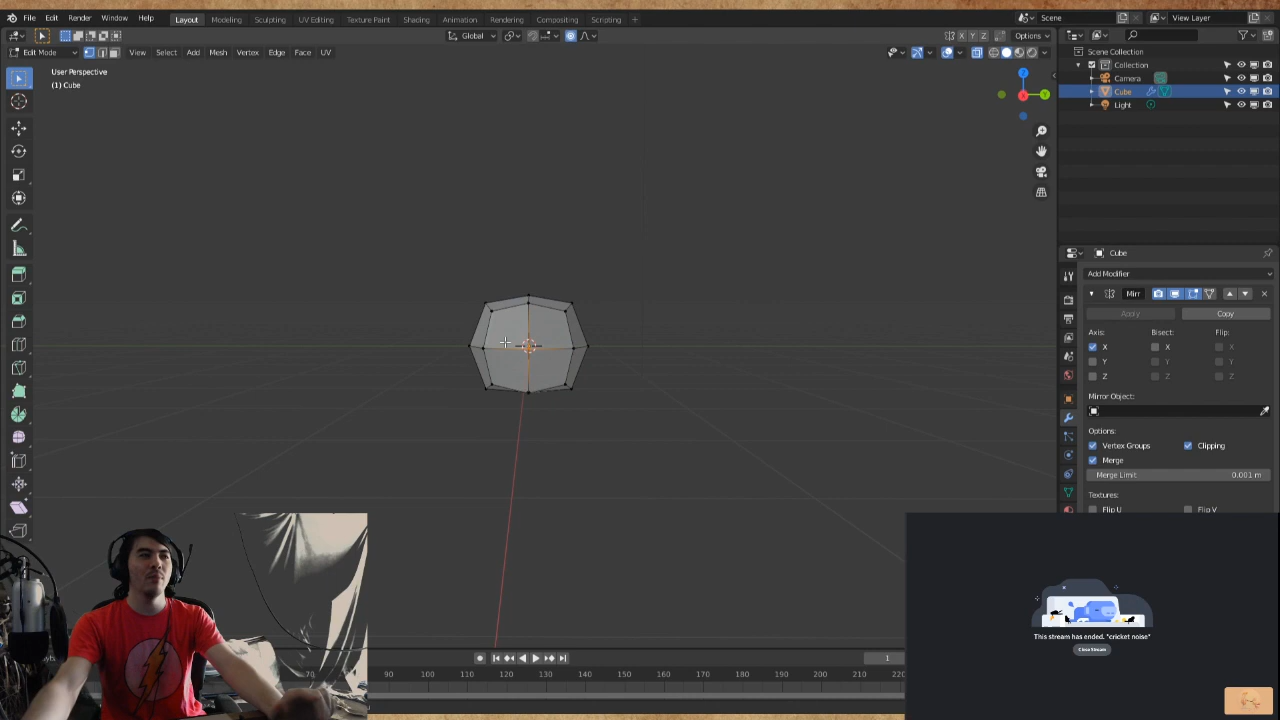 File Edit Render Window Help Layout Modeling Sculpting UV Editing Texture Paint Shading Animation Rendering Compositing Scripting + Scene View Layer
Global X Y Z Options
Edit Mode View Select Add Mesh Vertex Edge Face UV
User Perspective
(1) Cube
Z
X
Y
Scene Collection
Collection
Camera
Cube
Light
Cube
Add Modifier
Mirr
Apply Copy
Axis: Bisect: Flip:
X X X
Y Y Y
Z Z Z
Mirror Object:
Options:
Vertex Groups Clipping
Merge
Merge Limit 0.001 m
Textures:
Flip U Flip V
This stream has ended. *cricket noise*
Close Stream
1
70 80 90 100 110 120 130 140 150 160 170 180 190 200 210 220